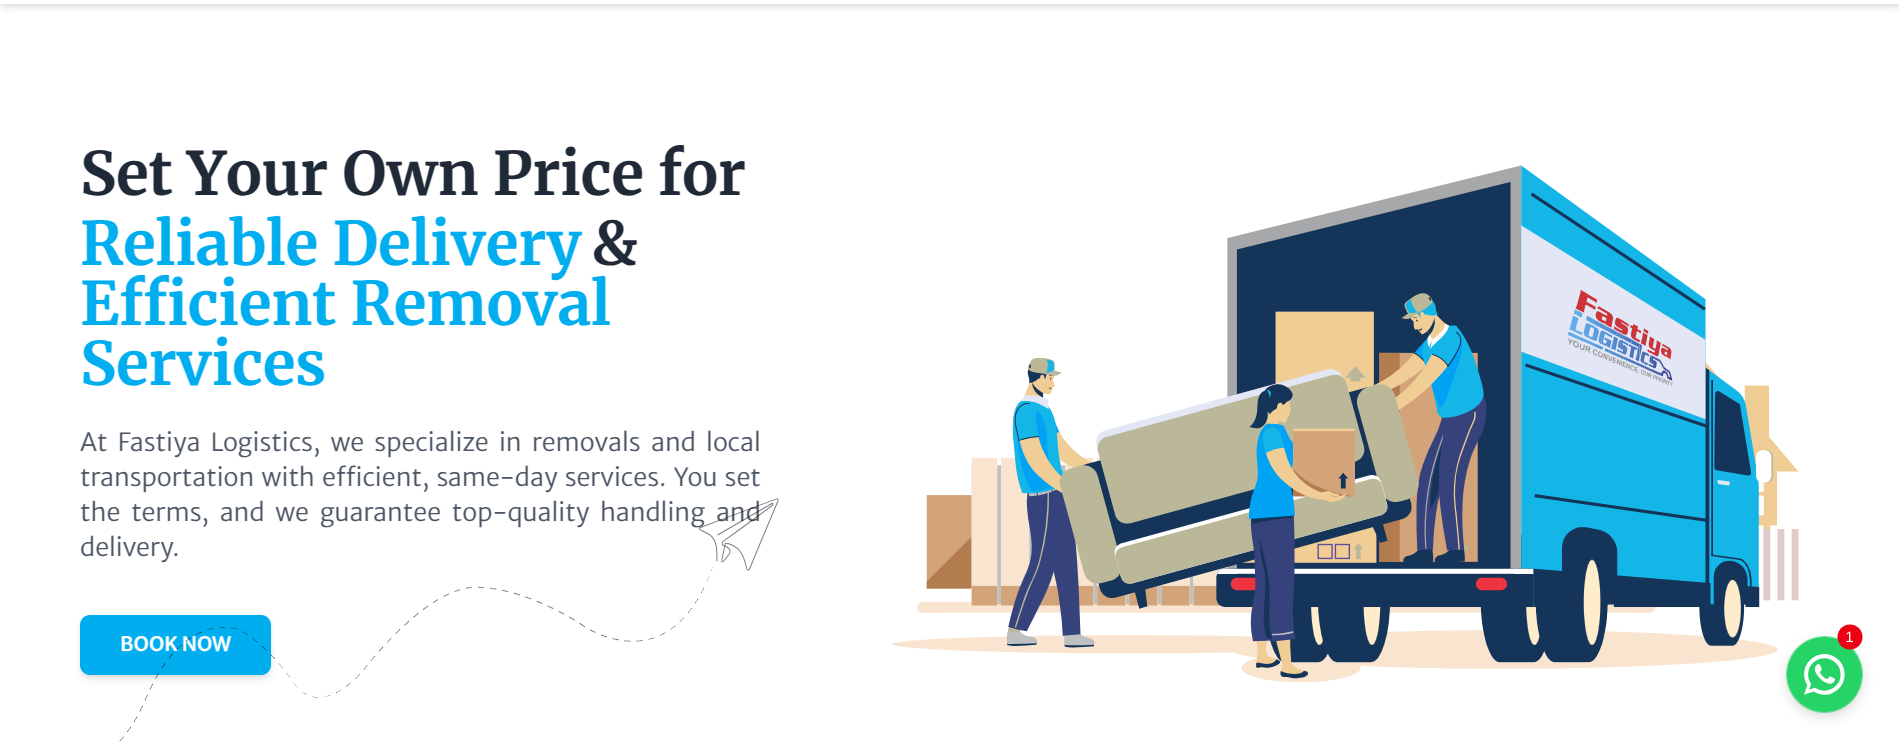 Set Your Own Price for
Reliable Delivery &
Efficient Removal
Services
At Fastiya Logistics, we specialize in removals and local
transportation with efficient, same-day services. You set
the terms, and we guarantee top-quality handling and
delivery.
BOOK NOW
Fastiya
LOGISTICS
YOUR CONVENIENCE, OUR PRIORITY
1